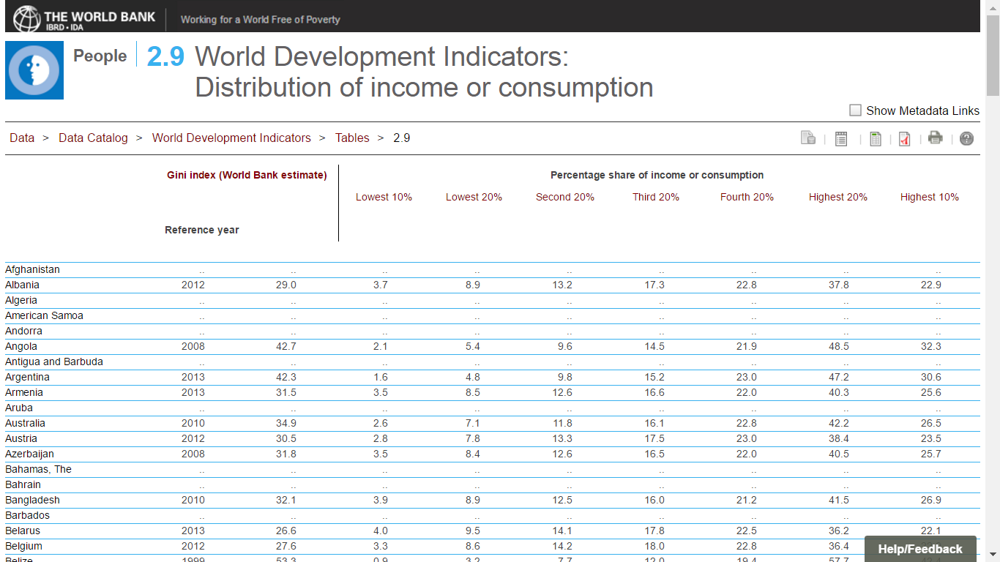 THE WORLD BANK
IBRD • IDA
Working for a World Free of Poverty
People
2.9 World Development Indicators:
Distribution of income or consumption
Show Metadata Links
Data > Data Catalog > World Development Indicators > Tables > 2.9
Gini index (World Bank estimate) Percentage share of income or consumption
Lowest 10% Lowest 20% Second 20% Third 20% Fourth 20% Highest 20% Highest 10%
Reference year
Afghanistan .. .. .. .. .. .. .. .. ..
Albania 2012 29.0 3.7 8.9 13.2 17.3 22.8 37.8 22.9
Algeria .. .. .. .. .. .. .. .. ..
American Samoa .. .. .. .. .. .. .. .. ..
Andorra .. .. .. .. .. .. .. .. ..
Angola 2008 42.7 2.1 5.4 9.6 14.5 21.9 48.5 32.3
Antigua and Barbuda .. .. .. .. .. .. .. .. ..
Argentina 2013 42.3 1.6 4.8 9.8 15.2 23.0 47.2 30.6
Armenia 2013 31.5 3.5 8.5 12.6 16.6 22.0 40.3 25.6
Aruba .. .. .. .. .. .. .. .. ..
Australia 2010 34.9 2.6 7.1 11.8 16.1 22.8 42.2 26.5
Austria 2012 30.5 2.8 7.8 13.3 17.5 23.0 38.4 23.5
Azerbaijan 2008 31.8 3.5 8.4 12.6 16.5 22.0 40.5 25.7
Bahamas, The .. .. .. .. .. .. .. .. ..
Bahrain .. .. .. .. .. .. .. .. ..
Bangladesh 2010 32.1 3.9 8.9 12.5 16.0 21.2 41.5 26.9
Barbados .. .. .. .. .. .. .. .. ..
Belarus 2013 26.6 4.0 9.5 14.1 17.8 22.5 36.2 22.1
Belgium 2012 27.6 3.3 8.6 14.2 18.0 22.8 36.4
Help/Feedback
Belize 1999 53.3 0.9 3.2 7.7 12.0 19.4 57.7